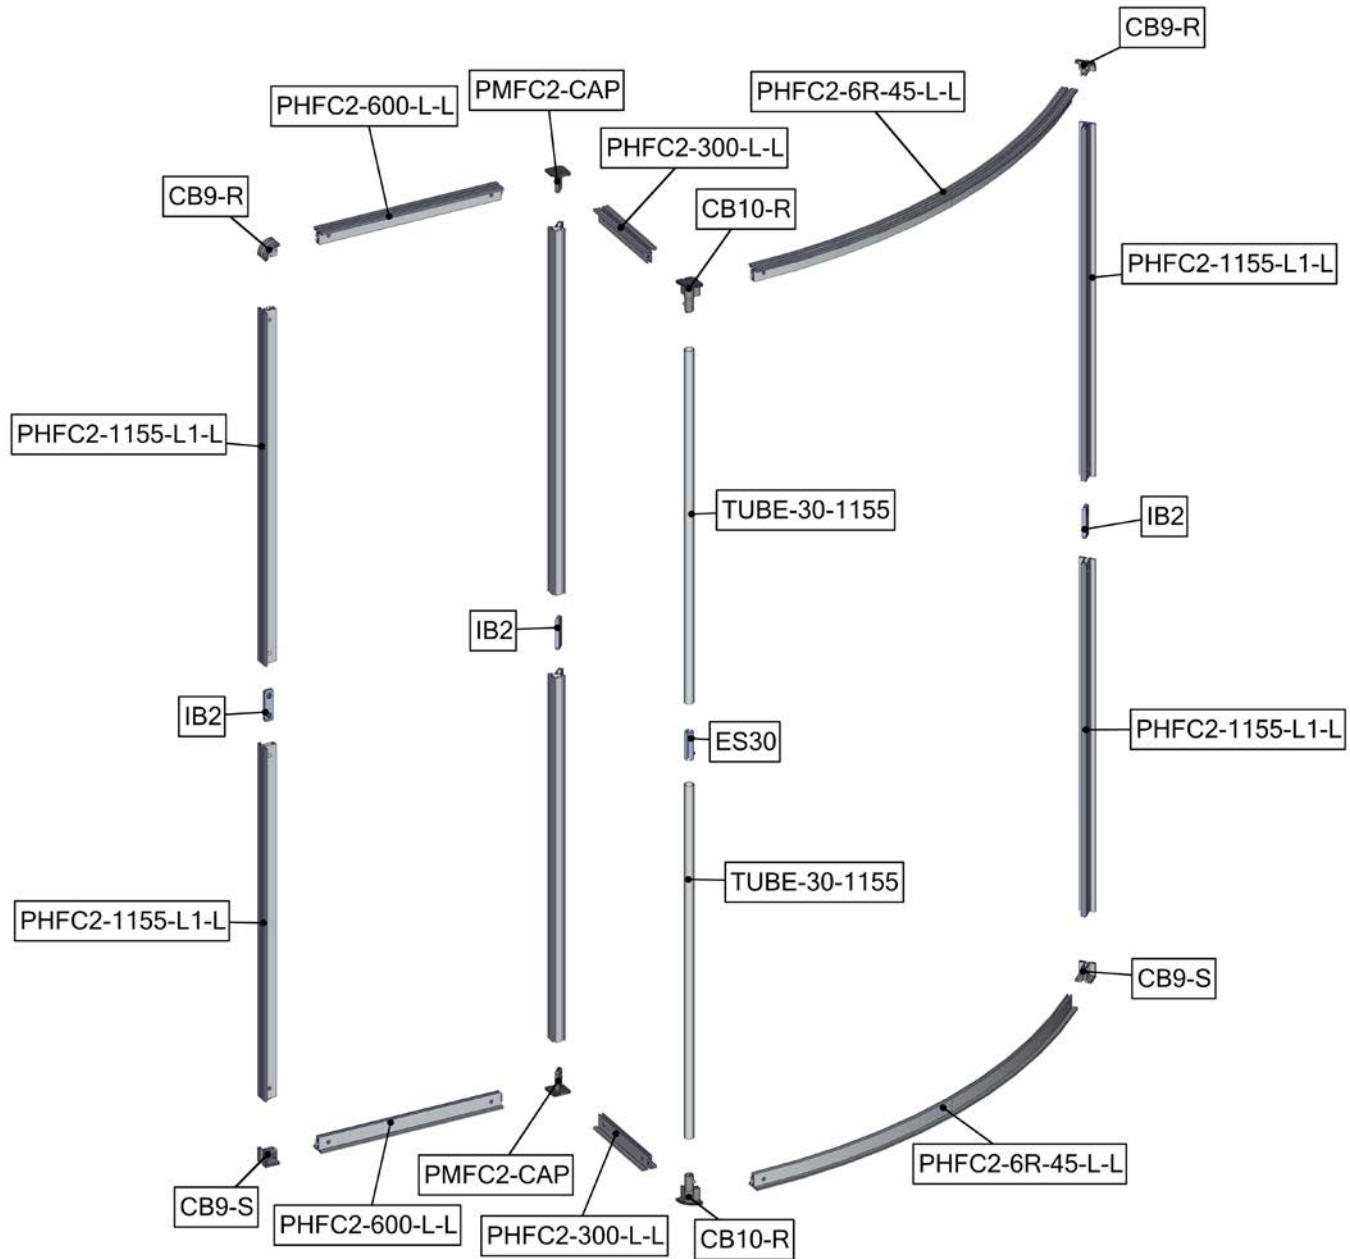 CB9-R
PMFC2-CAP
PHFC2-6R-45-L-L
PHFC2-600-L-L
PHFC2-300-L-L
CB9-R
CB10-R
PHFC2-1155-L1-L
PHFC2-1155-L1-L
TUBE-30-1155
IB2
IB2
IB2
ES30
PHFC2-1155-L1-L
TUBE-30-1155
PHFC2-1155-L1-L
CB9-S
PHFC2-6R-45-L-L
PMFC2-CAP
CB9-S
PHFC2-600-L-L
PHFC2-300-L-L
CB10-R